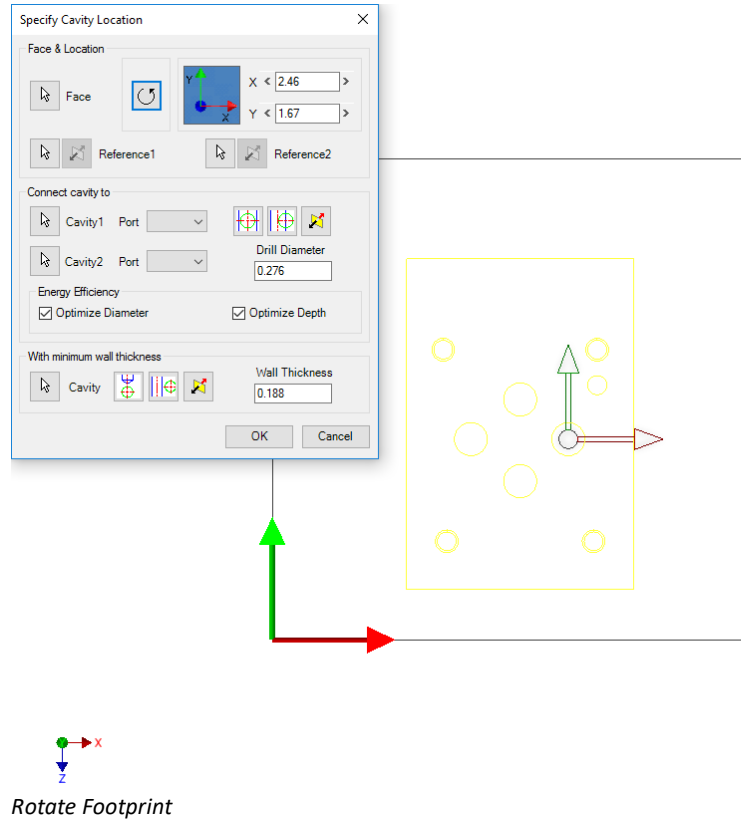 Specify Cavity Location
Face & Location
Face
Y
X
X < 2.46 >
Y < 1.67 >
Reference1 Reference2
Connect cavity to
Cavity1 Port
Cavity2 Port
Drill Diameter
0.276
Energy Efficiency
Optimize Diameter Optimize Depth
With minimum wall thickness
Cavity
Wall Thickness
0.188
OK Cancel
X
Z
Rotate Footprint